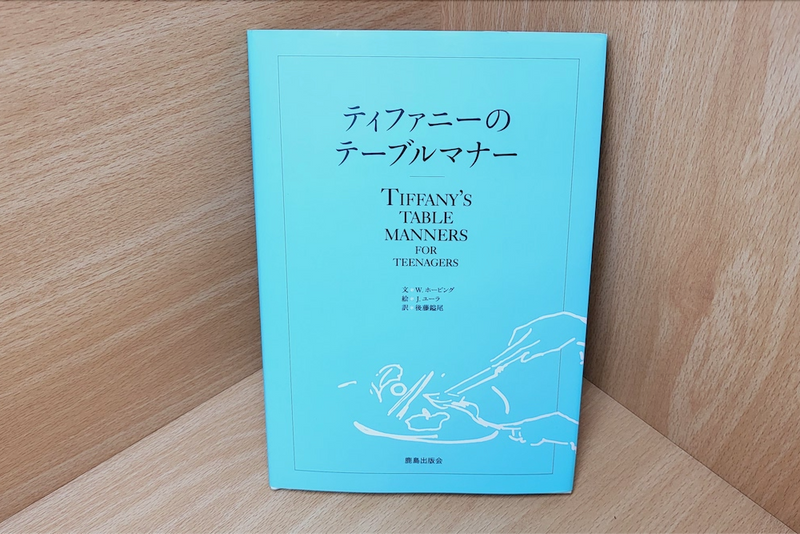 ティファニーの
テーブルマナー
TIFFANY'S
TABLE
MANNERS
FOR
TEENAGERS
文・W. ホービング
絵・J. ユーラ
訳・後藤鎰尾
鹿島出版会